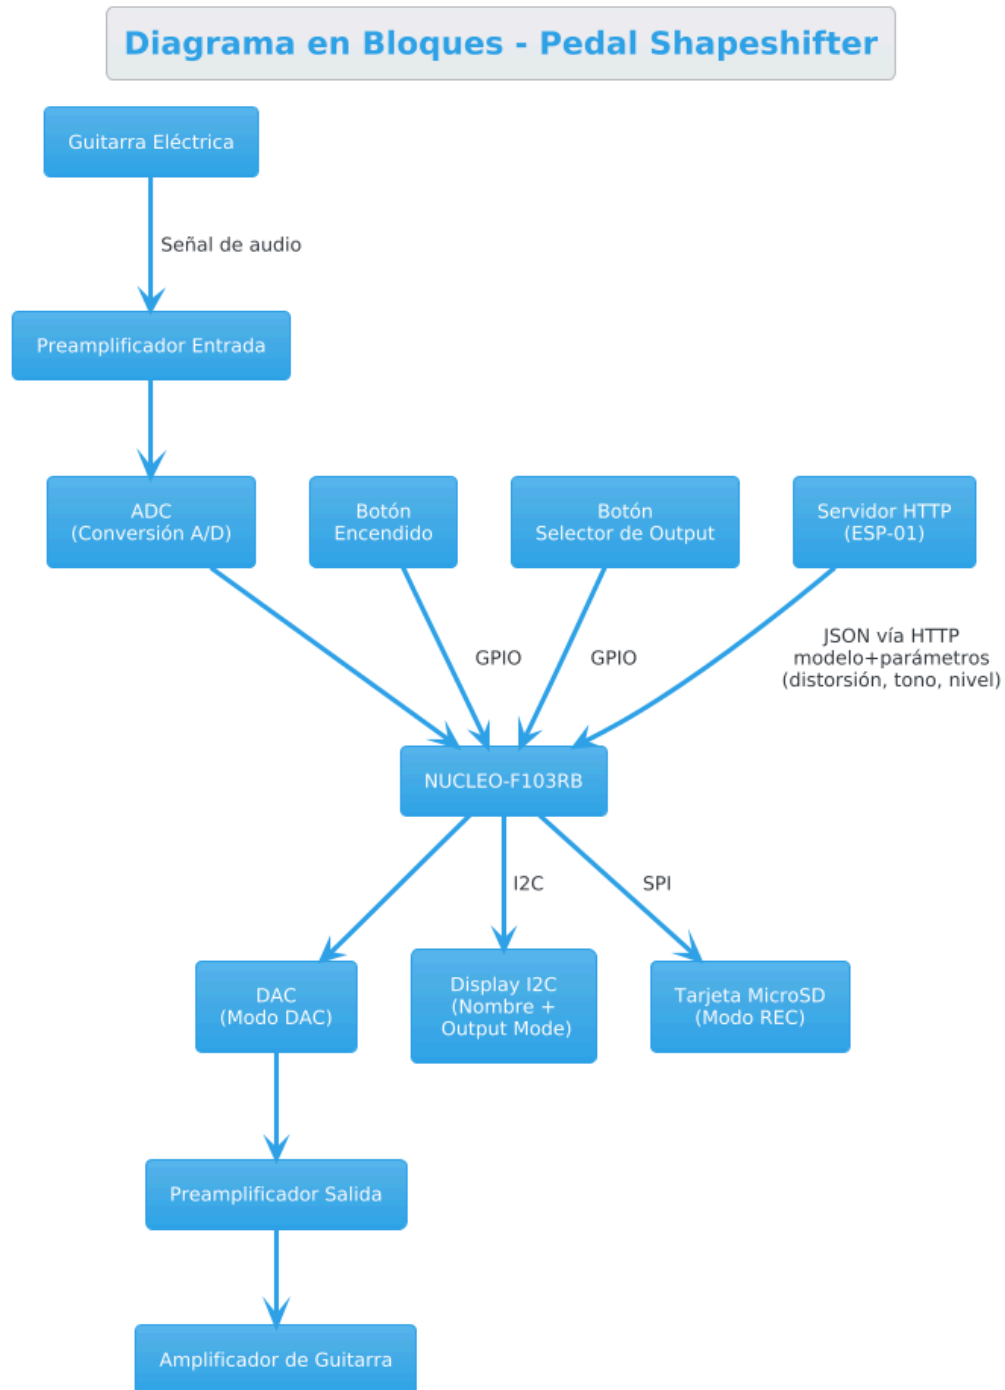 Diagrama en Bloques - Pedal Shapeshifter
Guitarra Eléctrica
Señal de audio
Preamplificador Entrada
ADC
(Conversión A/D)
Botón
Encendido
Botón
Selector de Output
Servidor HTTP
(ESP-01)
GPIO
GPIO
JSON vía HTTP
modelo+parámetros
(distorsión, tono, nivel)
NUCLEO-F103RB
I2C
SPI
DAC
(Modo DAC)
Display I2C
(Nombre +
Output Mode)
Tarjeta MicroSD
(Modo REC)
Preamplificador Salida
Amplificador de Guitarra